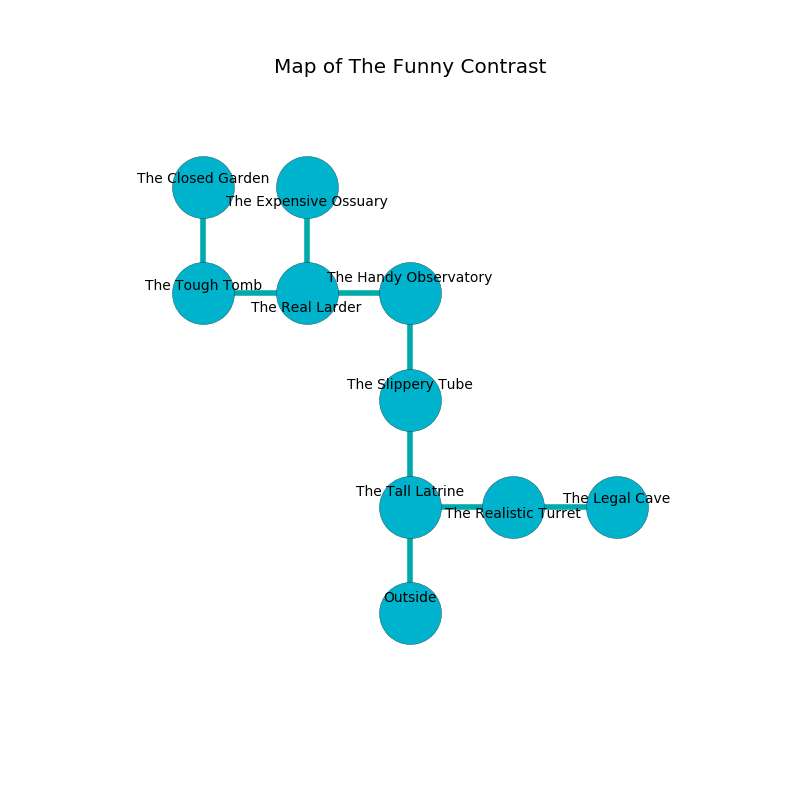 Map of The Funny Contrast
The Closed Garden
The Expensive Ossuary
The Handy Observatory
The Tough Tomb
The Real Larder
The Slippery Tube
The Tall Latrine
The Legal Cave
The Realistic Turret
Outside